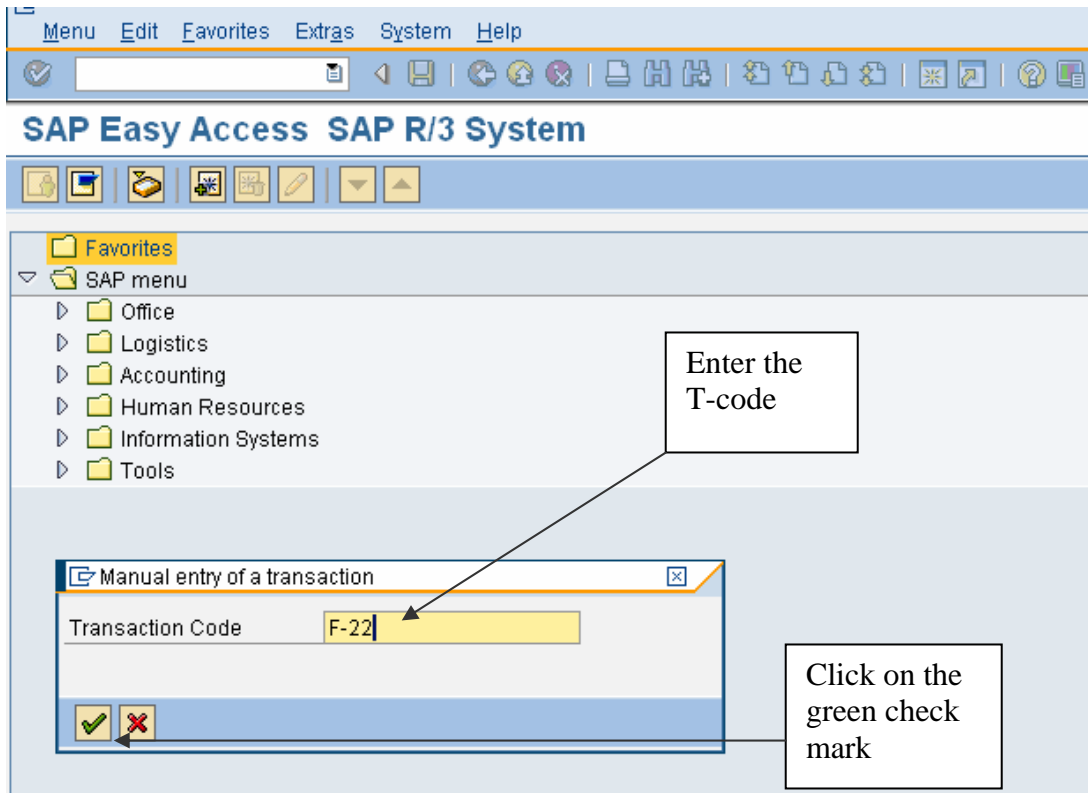 Menu Edit Favorites Extras System Help
SAP Easy Access SAP R/3 System
Favorites
SAP menu
Office
Logistics
Accounting
Human Resources
Information Systems
Tools
Enter the
T-code
Manual entry of a transaction
Transaction Code F-22
Click on the
green check
mark